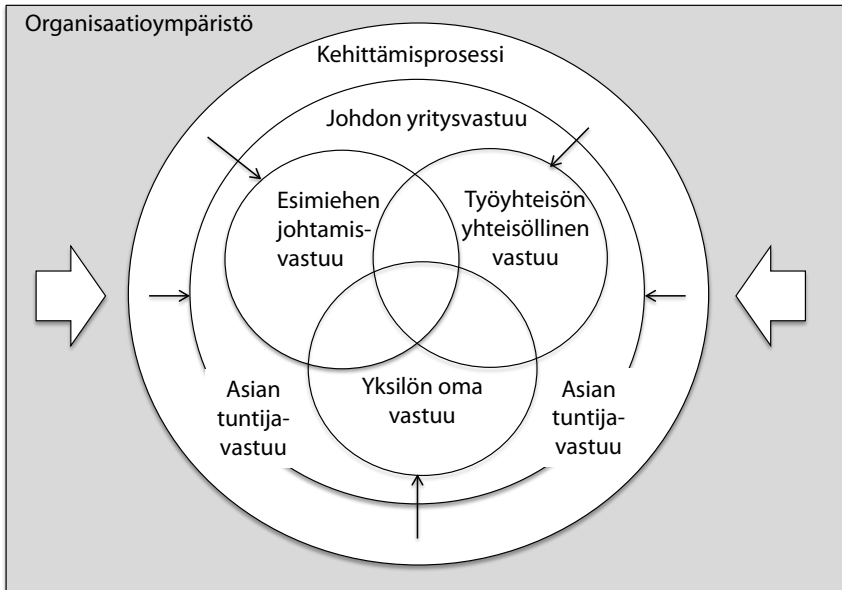 Organisaatioympäristö
Kehittämisprosessi
Johdon yritysvastuu
Esimiehen
johtamis-
vastuu
Työyhteisön
yhteisöllinen
vastuu
Asian
tuntija-
vastuu
Yksilön oma
vastuu
Asian
tuntija-
vastuu